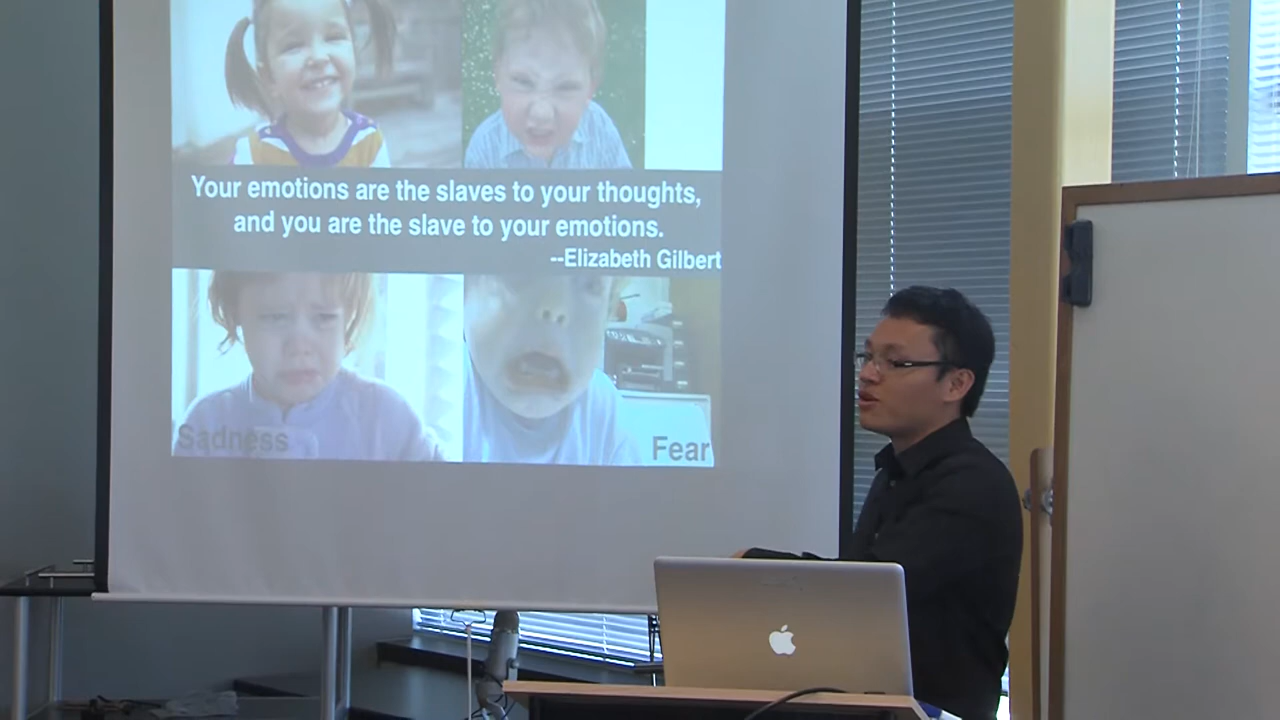 Your emotions are the slaves to your thoughts,
and you are the slave to your emotions.
--Elizabeth Gilbert
Sadness
Fear